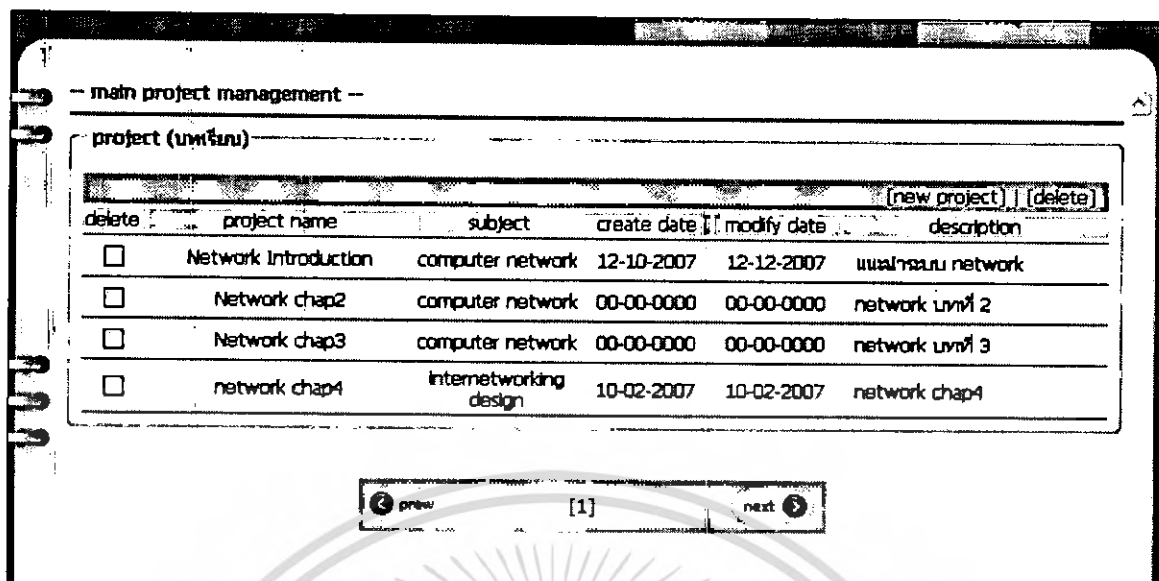 -- main project management --
project (บทเรียน)
[new project] | [delete]
delete project name subject create date modify date description
Network Introduction computer network 12-10-2007 12-12-2007 แนะนำระบบ network
Network chap2 computer network 00-00-0000 00-00-0000 network บทที่ 2
Network chap3 computer network 00-00-0000 00-00-0000 network บทที่ 3
network chap4 internetworking design 10-02-2007 10-02-2007 network chap4
prev [1] next